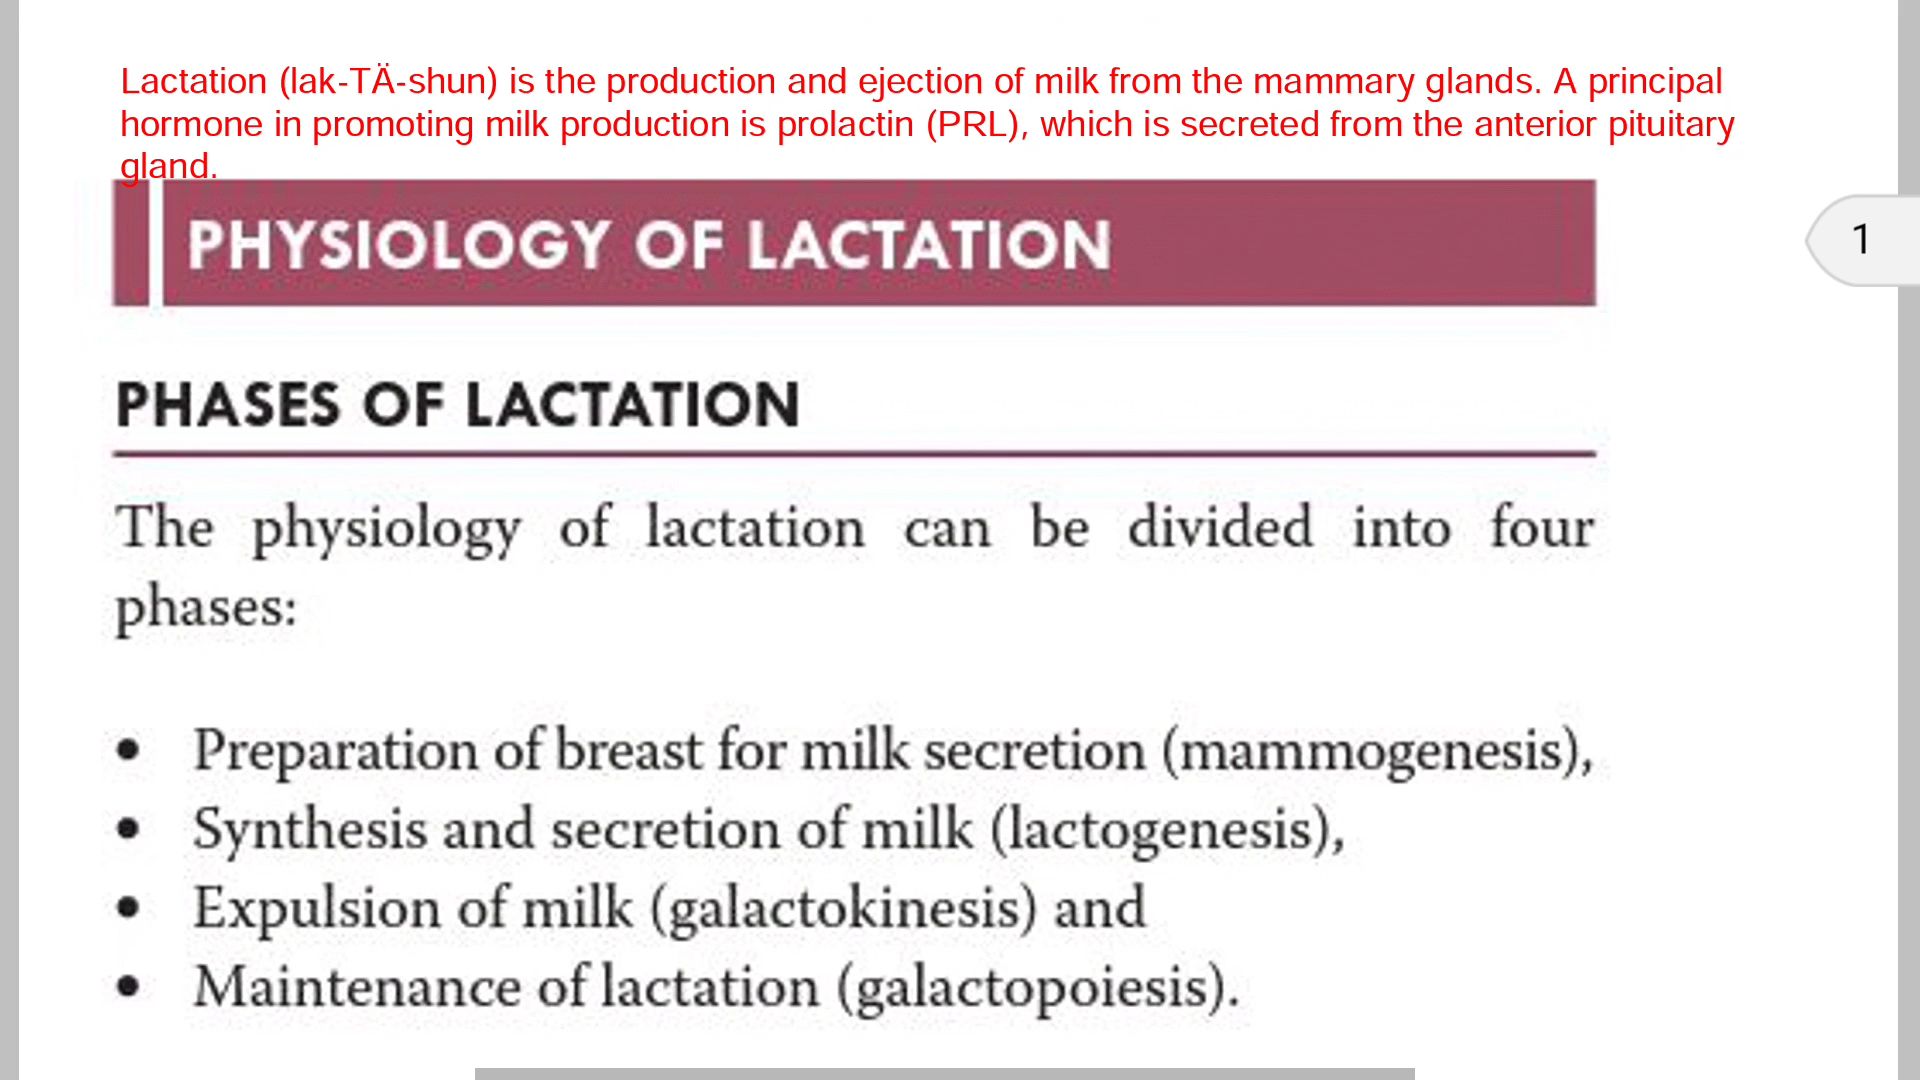 Lactation (lak-TÄ-shun) is the production and ejection of milk from the mammary glands. A principal
hormone in promoting milk production is prolactin (PRL), which is secreted from the anterior pituitary
gland.
PHYSIOLOGY OF LACTATION
1
PHASES OF LACTATION
The physiology of lactation can be divided into four
phases:
• Preparation of breast for milk secretion (mammogenesis),
• Synthesis and secretion of milk (lactogenesis),
• Expulsion of milk (galactokinesis) and
• Maintenance of lactation (galactopoiesis).